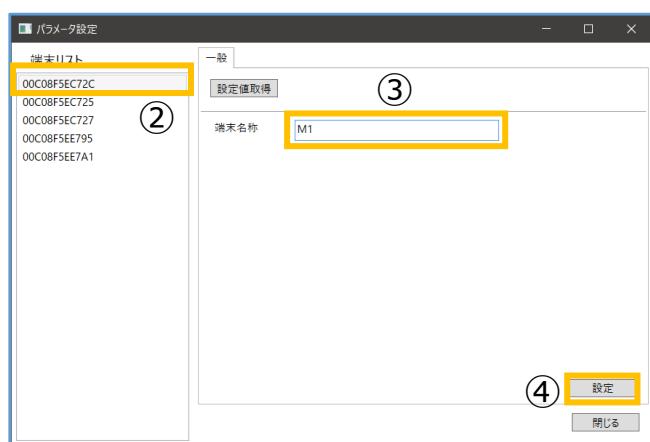 パラメータ設定
端末リスト
00C08F5EC72C
00C08F5EC725
00C08F5EC727
00C08F5EE795
00C08F5EE7A1
②
一般
設定値取得
③
端末名称
M1
④
設定
閉じる